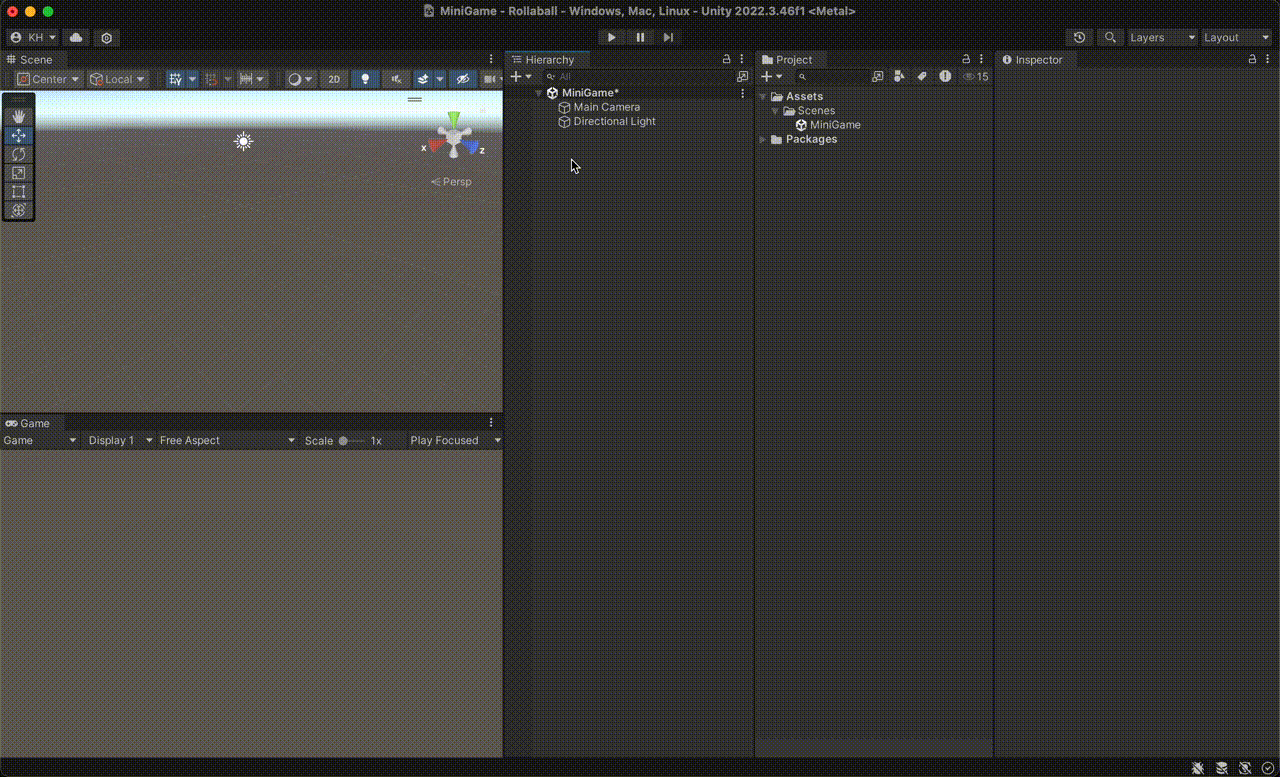 MiniGame - Rollaball - Windows, Mac, Linux - Unity 2022.3.46f1 <Metal>
KH
Layers
Layout
Scene
Center
Local
2D
x
z
Persp
Game
Game
Display 1
Free Aspect
Scale
1x
Play Focused
Hierarchy
All
MiniGame*
Main Camera
Directional Light
Project
15
Assets
Scenes
MiniGame
Packages
Inspector